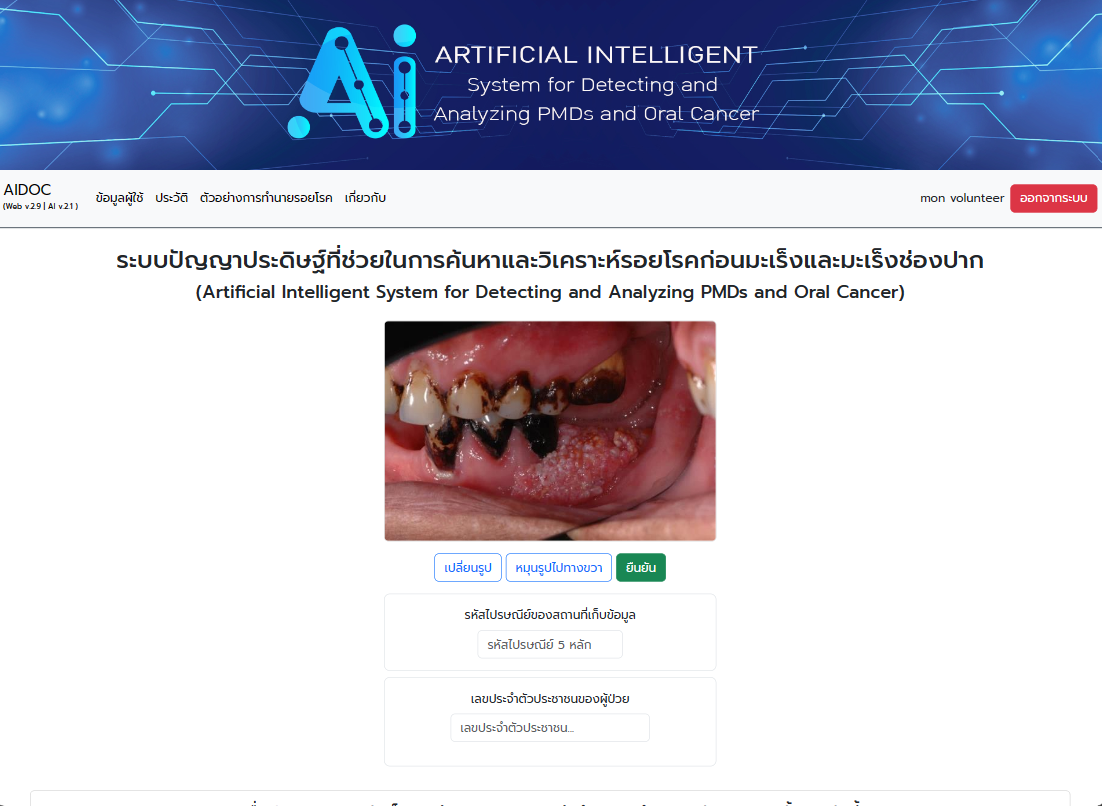 Ai
ARTIFICIAL INTELLIGENT
System for Detecting and
Analyzing PMDs and Oral Cancer
AIDOC
(Web v.2.9 | AI v.2.1 )
ข้อมูลผู้ใช้ ประวัติ ตัวอย่างการทำนายรอยโรค เกี่ยวกับ
mon volunteer ออกจากระบบ
ระบบปัญญาประดิษฐ์ที่ช่วยในการค้นหาและวิเคราะห์รอยโรคก่อนมะเร็งและมะเร็งช่องปาก
(Artificial Intelligent System for Detecting and Analyzing PMDs and Oral Cancer)
เปลี่ยนรูป หมุนรูปไปทางขวา ยืนยัน
รหัสไปรษณีย์ของสถานที่เก็บข้อมูล
รหัสไปรษณีย์ 5 หลัก
เลขประจำตัวประชาชนของผู้ป่วย
เลขประจำตัวประชาชน...